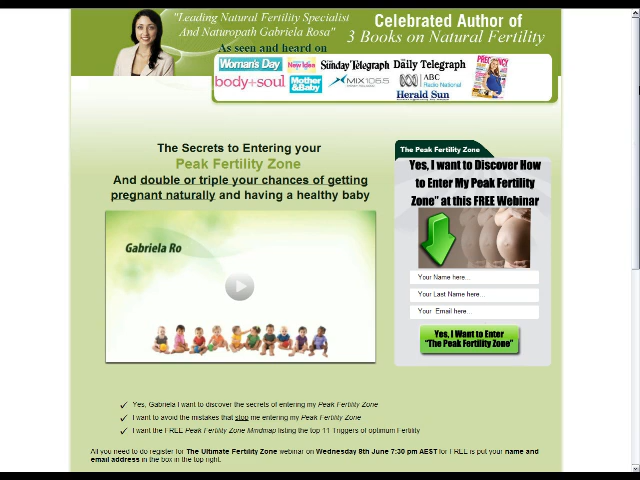 "Leading Natural Fertility Specialist
And Naturopath Gabriela Rosa"
Celebrated Author of
3 Books on Natural Fertility
As seen and heard on
Woman's Day
New Idea
Sunday Telegraph
Daily Telegraph
body+soul
Mother
&Baby
MIX106.5
ABC
Radio National
Herald Sun
The Secrets to Entering your
Peak Fertility Zone
And double or triple your chances of getting
pregnant naturally and having a healthy baby
Gabriela Ro
The Peak Fertility Zone
Yes, I want to Discover How
to Enter My Peak Fertility
Zone" at this FREE Webinar
Your Name here...
Your Last Name here...
Your Email here...
Yes, I Want to Enter
"The Peak Fertility Zone"
Yes, Gabriela I want to discover the secrets of entering my Peak Fertility Zone
I want to avoid the mistakes that stop me entering my Peak Fertility Zone
I want the FREE Peak Fertility Zone Mindmap listing the top 11 Triggers of optimum Fertility
All you need to do register for The Ultimate Fertility Zone webinar on Wednesday 8th June 7:30 pm AEST for FREE is put your name and
email address in the box in the top right.